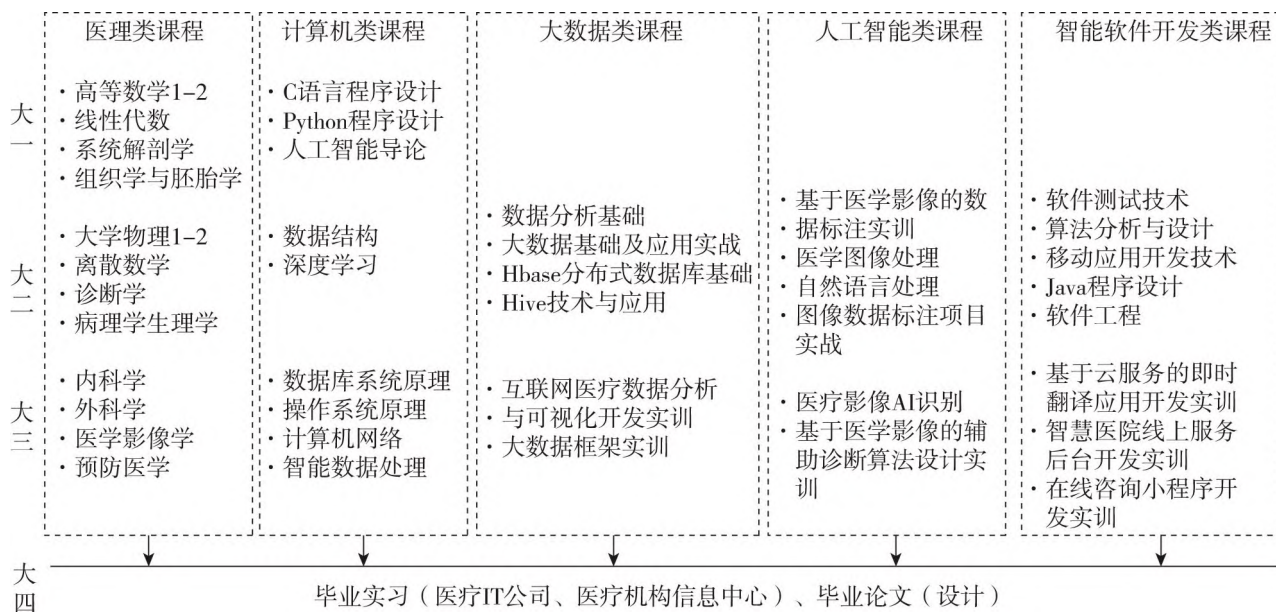 医理类课程
计算机类课程
大数据类课程
人工智能类课程
智能软件开发类课程
大一
·高等数学1-2
·线性代数
·系统解剖学
·组织学与胚胎学
·C语言程序设计
·Python程序设计
·人工智能导论
大二
·大学物理1-2
·离散数学
·诊断学
·病理学生理学
·数据结构
·深度学习
·数据分析基础
·大数据基础及应用实战
·Hbase分布式数据库基础
·Hive技术与应用
·基于医学影像的数
据标注实训
·医学图像处理
·自然语言处理
·图像数据标注项目
实战
·软件测试技术
·算法分析与设计
·移动应用开发技术
·Java程序设计
·软件工程
大三
·内科学
·外科学
·医学影像学
·预防医学
·数据库系统原理
·操作系统原理
·计算机网络
·智能数据处理
·互联网医疗数据分析
·与可视化开发实训
·大数据框架实训
·医疗影像AI识别
·基于医学影像的辅
助诊断算法设计实
训
·基于云服务的即时
翻译应用开发实训
·智慧医院线上服务
后台开发实训
·在线咨询小程序开
发实训
大四
毕业实习（医疗IT公司、医疗机构信息中心）、毕业论文（设计）